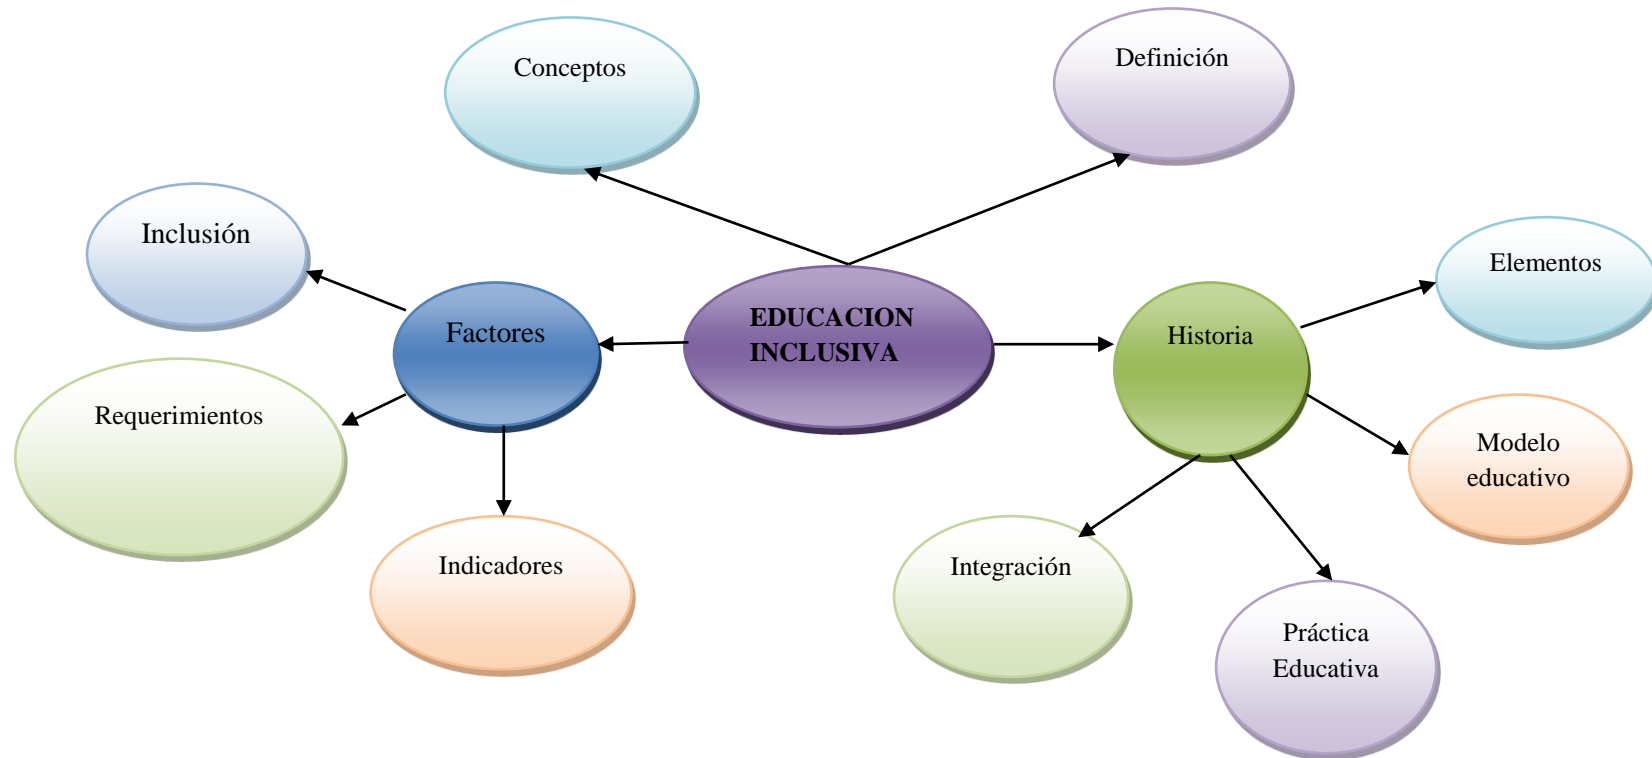 Conceptos
Definición
Inclusión
Elementos
Factores
EDUCACION
INCLUSIVA
Historia
Requerimientos
Modelo
educativo
Indicadores
Integración
Práctica
Educativa